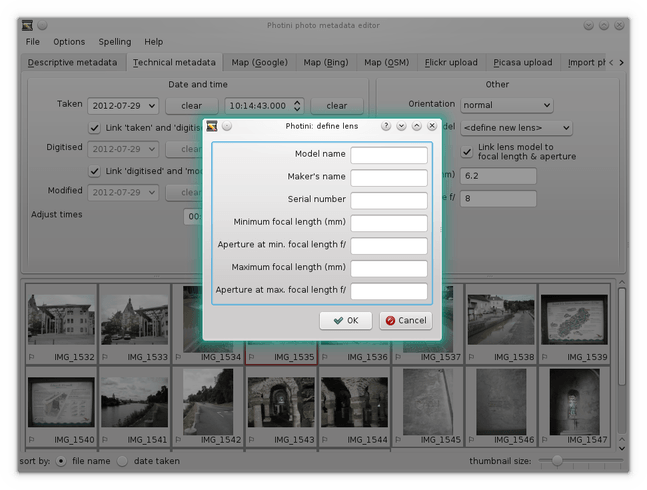 Photini photo metadata editor
File Options Spelling Help
Descriptive metadata Technical metadata Map (Google) Map (Bing) Map (OSM) Flickr upload Picasa upload Import ph
Date and time
Other
Taken 2012-07-29 clear 10:14:43.000 clear
Orientation normal
Link 'taken' and 'digitis
del <define new lens>
Digitised 2012-07-29 clea
Link lens model to
focal length & aperture
Link 'digitised' and 'mo
m) 6.2
Modified 2012-07-29 clea
e f/ 8
Adjust times 00:
Photini: define lens
Model name
Maker's name
Serial number
Minimum focal length (mm)
Aperture at min. focal length f/
Maximum focal length (mm)
Aperture at max. focal length f/
OK Cancel
IMG_1532 IMG_1533 IMG_1534 IMG_1535 IMG_1536 IMG_1537 IMG_1538 IMG_1539
IMG_1540 IMG_1541 IMG_1542 IMG_1543 IMG_1544 IMG_1545 IMG_1546 IMG_1547
sort by: file name date taken thumbnail size: